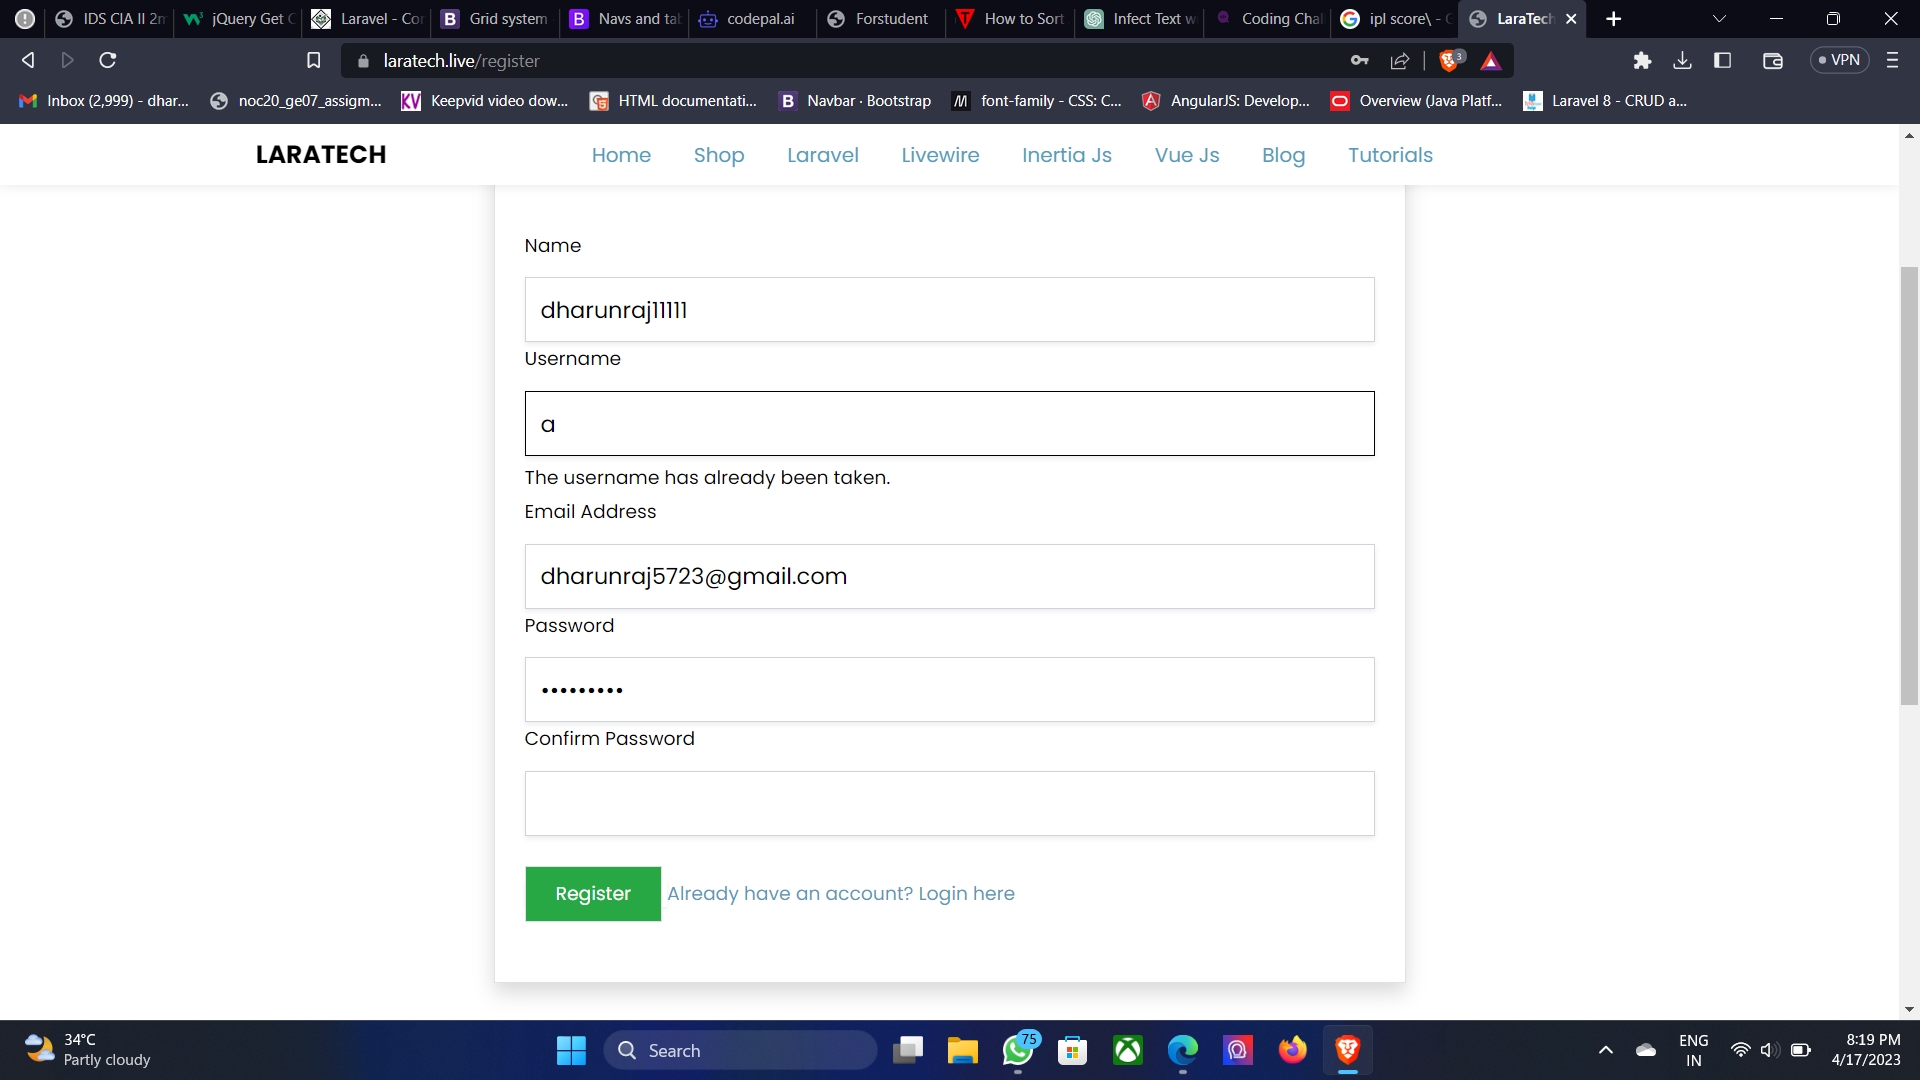 IDS CIA II 2m
jQuery Get C
Laravel - Cor
Grid system
Navs and tab
codepal.ai
Forstudent
How to Sort
Infect Text w
Coding Chal
ipl score\ - G
LaraTech
laratech.live/register
3
VPN
Inbox (2,999) - dhar...
noc20_ge07_assigm...
KV Keepvid video dow...
HTML documentati...
B Navbar · Bootstrap
M font-family - CSS: C...
AngularJS: Develop...
Overview (Java Platf...
Laravel 8 - CRUD a...
LARATECH
Home
Shop
Laravel
Livewire
Inertia Js
Vue Js
Blog
Tutorials
Name
dharunraj11111
Username
a
The username has already been taken.
Email Address
dharunraj5723@gmail.com
Password
•••••••••
Confirm Password
Register
Already have an account? Login here
34°C
Partly cloudy
Search
75
ENG
IN
8:19 PM
4/17/2023